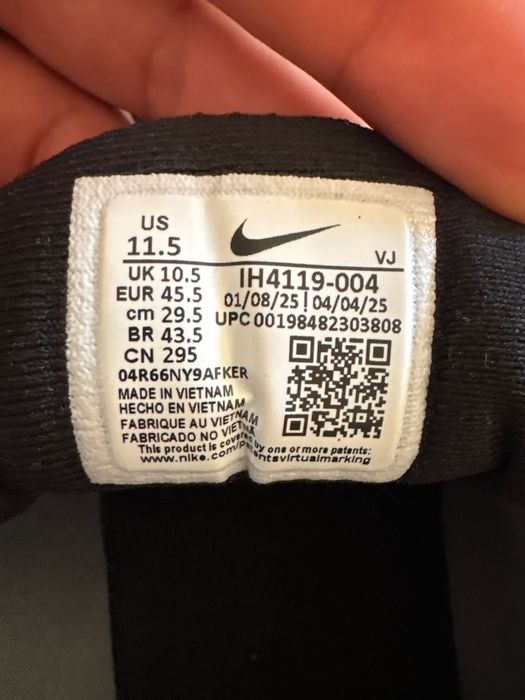 US
11.5
VJ
UK 10.5
EUR 45.5
cm 29.5
BR 43.5
CN 295
IH4119-004
01/08/25 | 04/04/25
UPC 00198482303808
04R66NY9AFKER
MADE IN VIETNAM
HECHO EN VIETNAM
FABRIQUE AU VIETNAM
FABRICADO NO VIETNÃ
This product is covered by one or more patents:
www.nike.com/patentsvirtualmarking